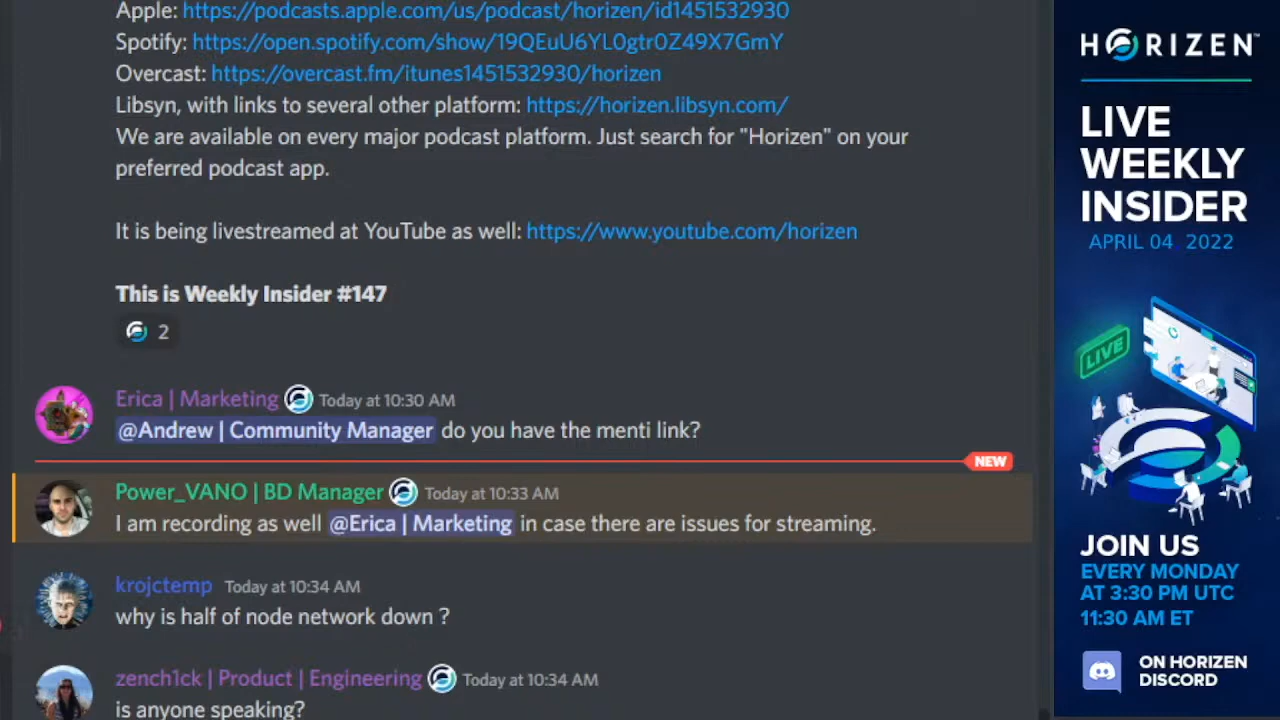 Apple: https://podcasts.apple.com/us/podcast/horizen/id1451532930
Spotify: https://open.spotify.com/show/19QEuU6YL0gtr0Z49X7GmY
Overcast: https://overcast.fm/itunes1451532930/horizen
Libsyn, with links to several other platform: https://horizen.libsyn.com/
We are available on every major podcast platform. Just search for "Horizen" on your
preferred podcast app.
It is being livestreamed at YouTube as well: https://www.youtube.com/horizen
This is Weekly Insider #147
2
Erica | Marketing Today at 10:30 AM
@Andrew | Community Manager do you have the menti link?
NEW
Power_VANO | BD Manager Today at 10:33 AM
I am recording as well @Erica | Marketing in case there are issues for streaming.
krojctemp Today at 10:34 AM
why is half of node network down ?
zench1ck | Product | Engineering Today at 10:34 AM
is anyone speaking?
HORIZEN™
LIVE
WEEKLY
INSIDER
APRIL 04 2022
LIVE
JOIN US
EVERY MONDAY
AT 3:30 PM UTC
11:30 AM ET
ON HORIZEN
DISCORD